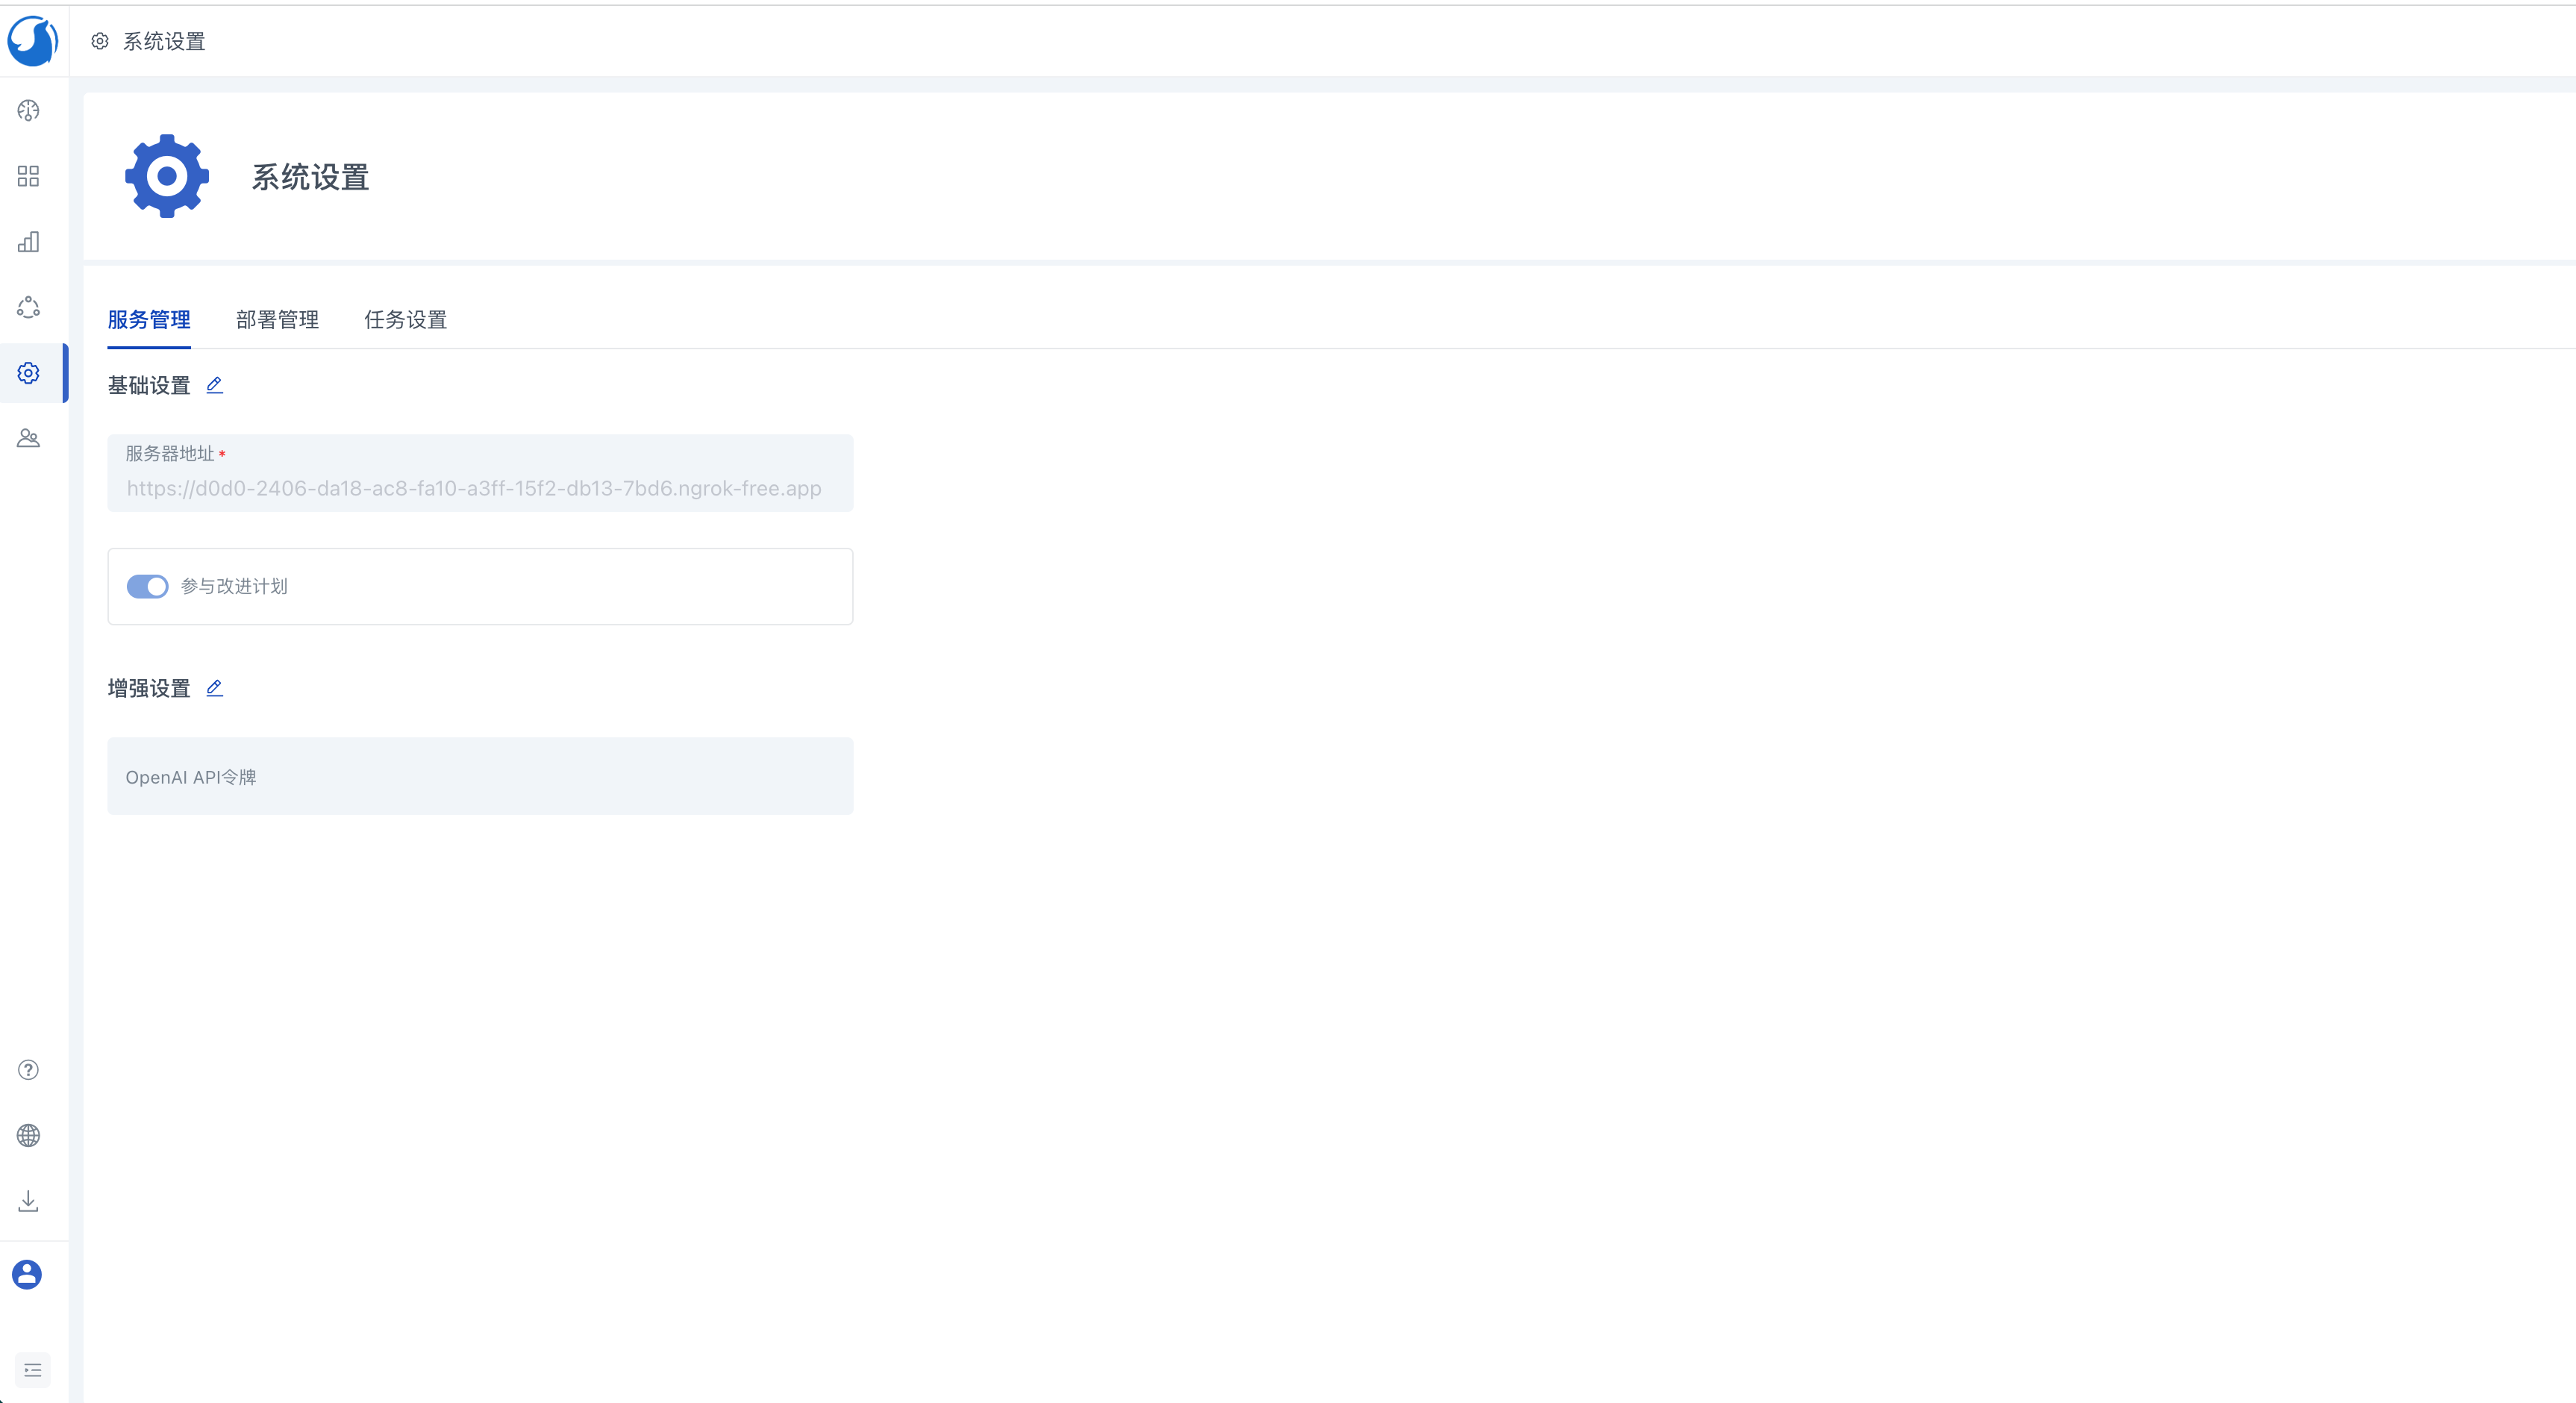 系统设置
系统设置
服务管理 部署管理 任务设置
基础设置
服务器地址*
https://d0d0-2406-da18-ac8-fa10-a3ff-15f2-db13-7bd6.ngrok-free.app
参与改进计划
增强设置
OpenAI API令牌